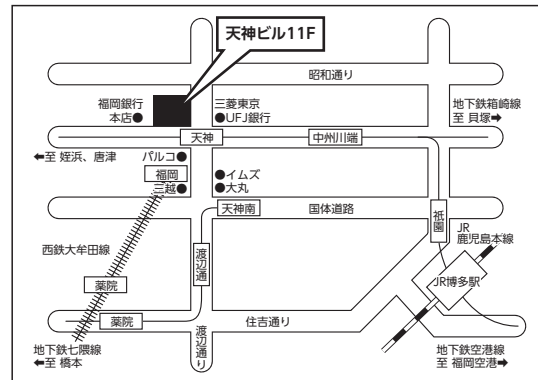 天神ビル11F
昭和通り
福岡銀行
本店●
三菱東京
●UFJ銀行
地下鉄箱崎線
至 貝塚➡
天神
中州川端
⬅至 姪浜、唐津
パルコ●
福岡
三越●
●イムズ
●大丸
天神南
国体道路
祇園
JR
鹿児島本線
西鉄大牟田線
渡辺通
JR博多駅
薬院
薬院
渡辺通り
住吉通り
地下鉄七隈線
⬅至 橋本
地下鉄空港線
至 福岡空港➡